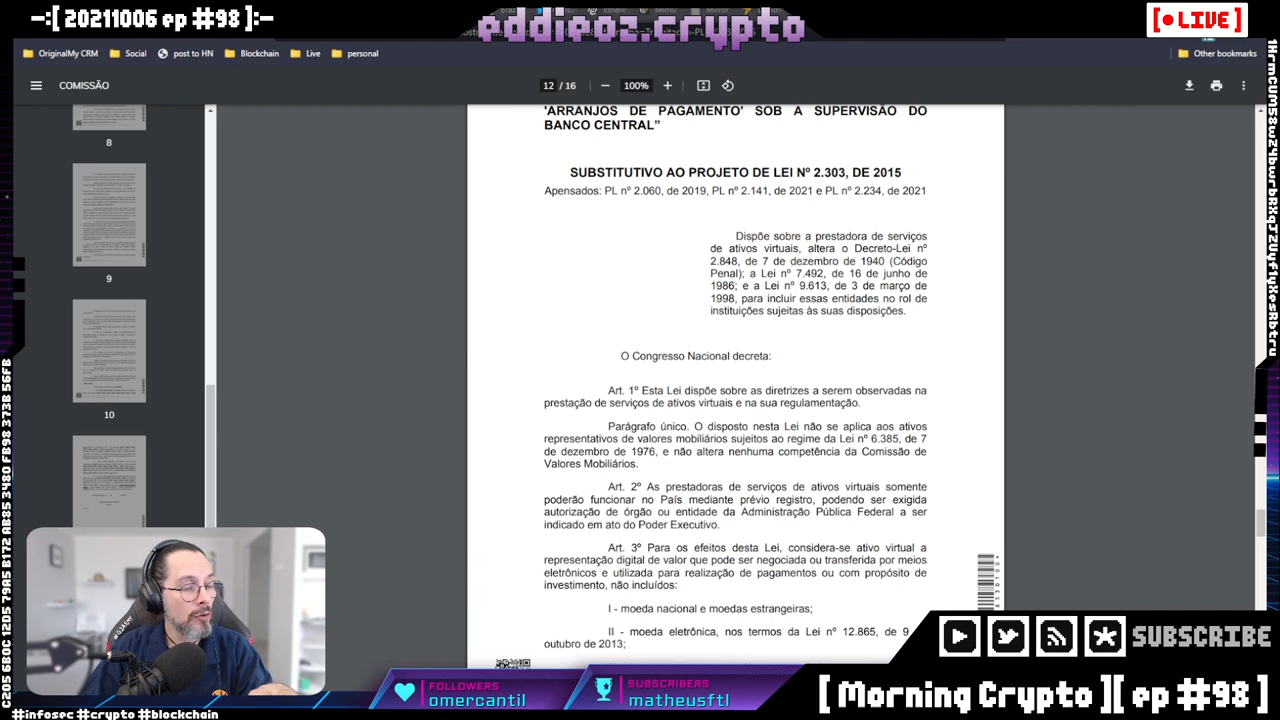 -:[ 20211006 ep #98 ]:-
eddieoz.crypto
[●LIVE]
OriginalMy Old
Social
post to HN
Blockchain
Live
personal
Other bookmarks
COMISSÃO
12 / 16
100%
8
9
10
'ARRANJOS DE PAGAMENTO' SOB A SUPERVISÃO DO
BANCO CENTRAL”
SUBSTITUTIVO AO PROJETO DE LEI Nº 2.303, DE 2015
Apensados: PL nº 2.060, de 2019, PL nº 2.141, de 2021 e PL nº 2.234, de 2021
Dispõe sobre a prestadora de serviços
de ativos virtuais, altera o Decreto-Lei nº
2.848, de 7 de dezembro de 1940 (Código
Penal); a Lei nº 7.492, de 16 de junho de
1986; e a Lei nº 9.613, de 3 de março de
1998, para incluir essas entidades no rol de
instituições sujeitas às suas disposições.
O Congresso Nacional decreta:
Art. 1º Esta Lei dispõe sobre as diretrizes a serem observadas na
prestação de serviços de ativos virtuais e na sua regulamentação.
Parágrafo único. O disposto nesta Lei não se aplica aos ativos
representativos de valores mobiliários sujeitos ao regime da Lei nº 6.385, de 7
de dezembro de 1976, e não altera nenhuma competência da Comissão de
Valores Mobiliários.
Art. 2º As prestadoras de serviços de ativos virtuais somente
poderão funcionar no País mediante prévio registro, podendo ser exigida
autorização de órgão ou entidade da Administração Pública Federal a ser
indicado em ato do Poder Executivo.
Art. 3º Para os efeitos desta Lei, considera-se ativo virtual a
representação digital de valor que pode ser negociada ou transferida por meios
eletrônicos e utilizada para realização de pagamentos ou com propósito de
investimento, não incluídos:
I - moeda nacional e moedas estrangeiras;
II - moeda eletrônica, nos termos da Lei nº 12.865, de 9
outubro de 2013;
SUBSCRIBE
FOLLOWERS
omercantil
SUBSCRIBERS
matheusftl
[ Morning Crypto ][ ep #98 ]
infosec #crypto #blockchain